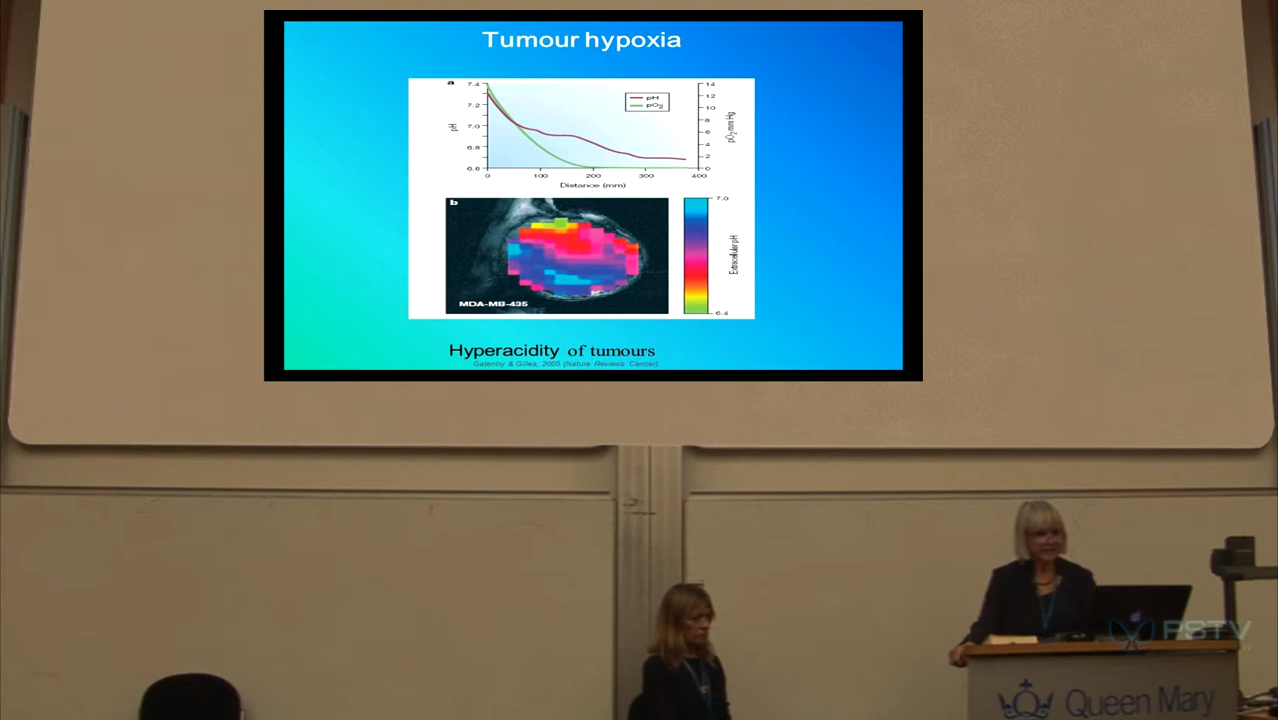 Tumour hypoxia
a
7.4
7.2
7.0
6.8
6.6
pH
pH
pO2
14
12
10
8
6
4
2
0
pO2 mm Hg
0 100 200 300 400
Distance (mm)
b
MDA-MB-435
7.0
Extracellular pH
6.4
Hyperacidity of tumours
Gatenby & Gillies, 2005 (Nature Reviews Cancer)
PSTV
Queen Mary